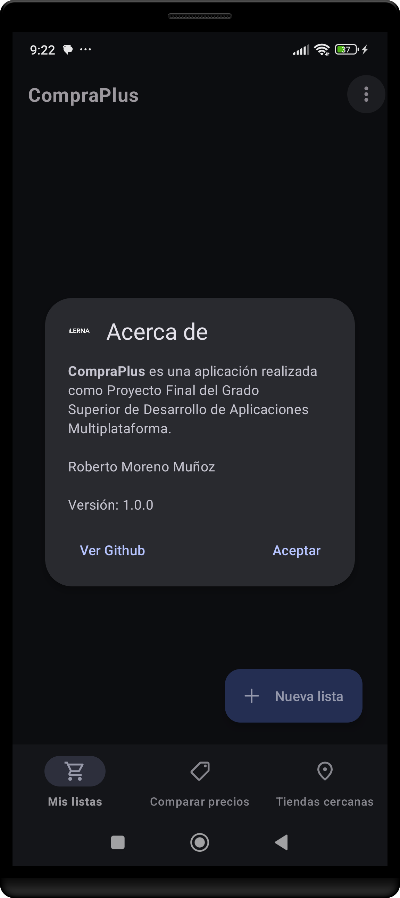 9:22
37
CompraPlus
iLERNA
Acerca de
CompraPlus es una aplicación realizada
como Proyecto Final del Grado
Superior de Desarrollo de Aplicaciones
Multiplataforma.
Roberto Moreno Muñoz
Versión: 1.0.0
Ver Github
Aceptar
Nueva lista
Mis listas
Comparar precios
Tiendas cercanas